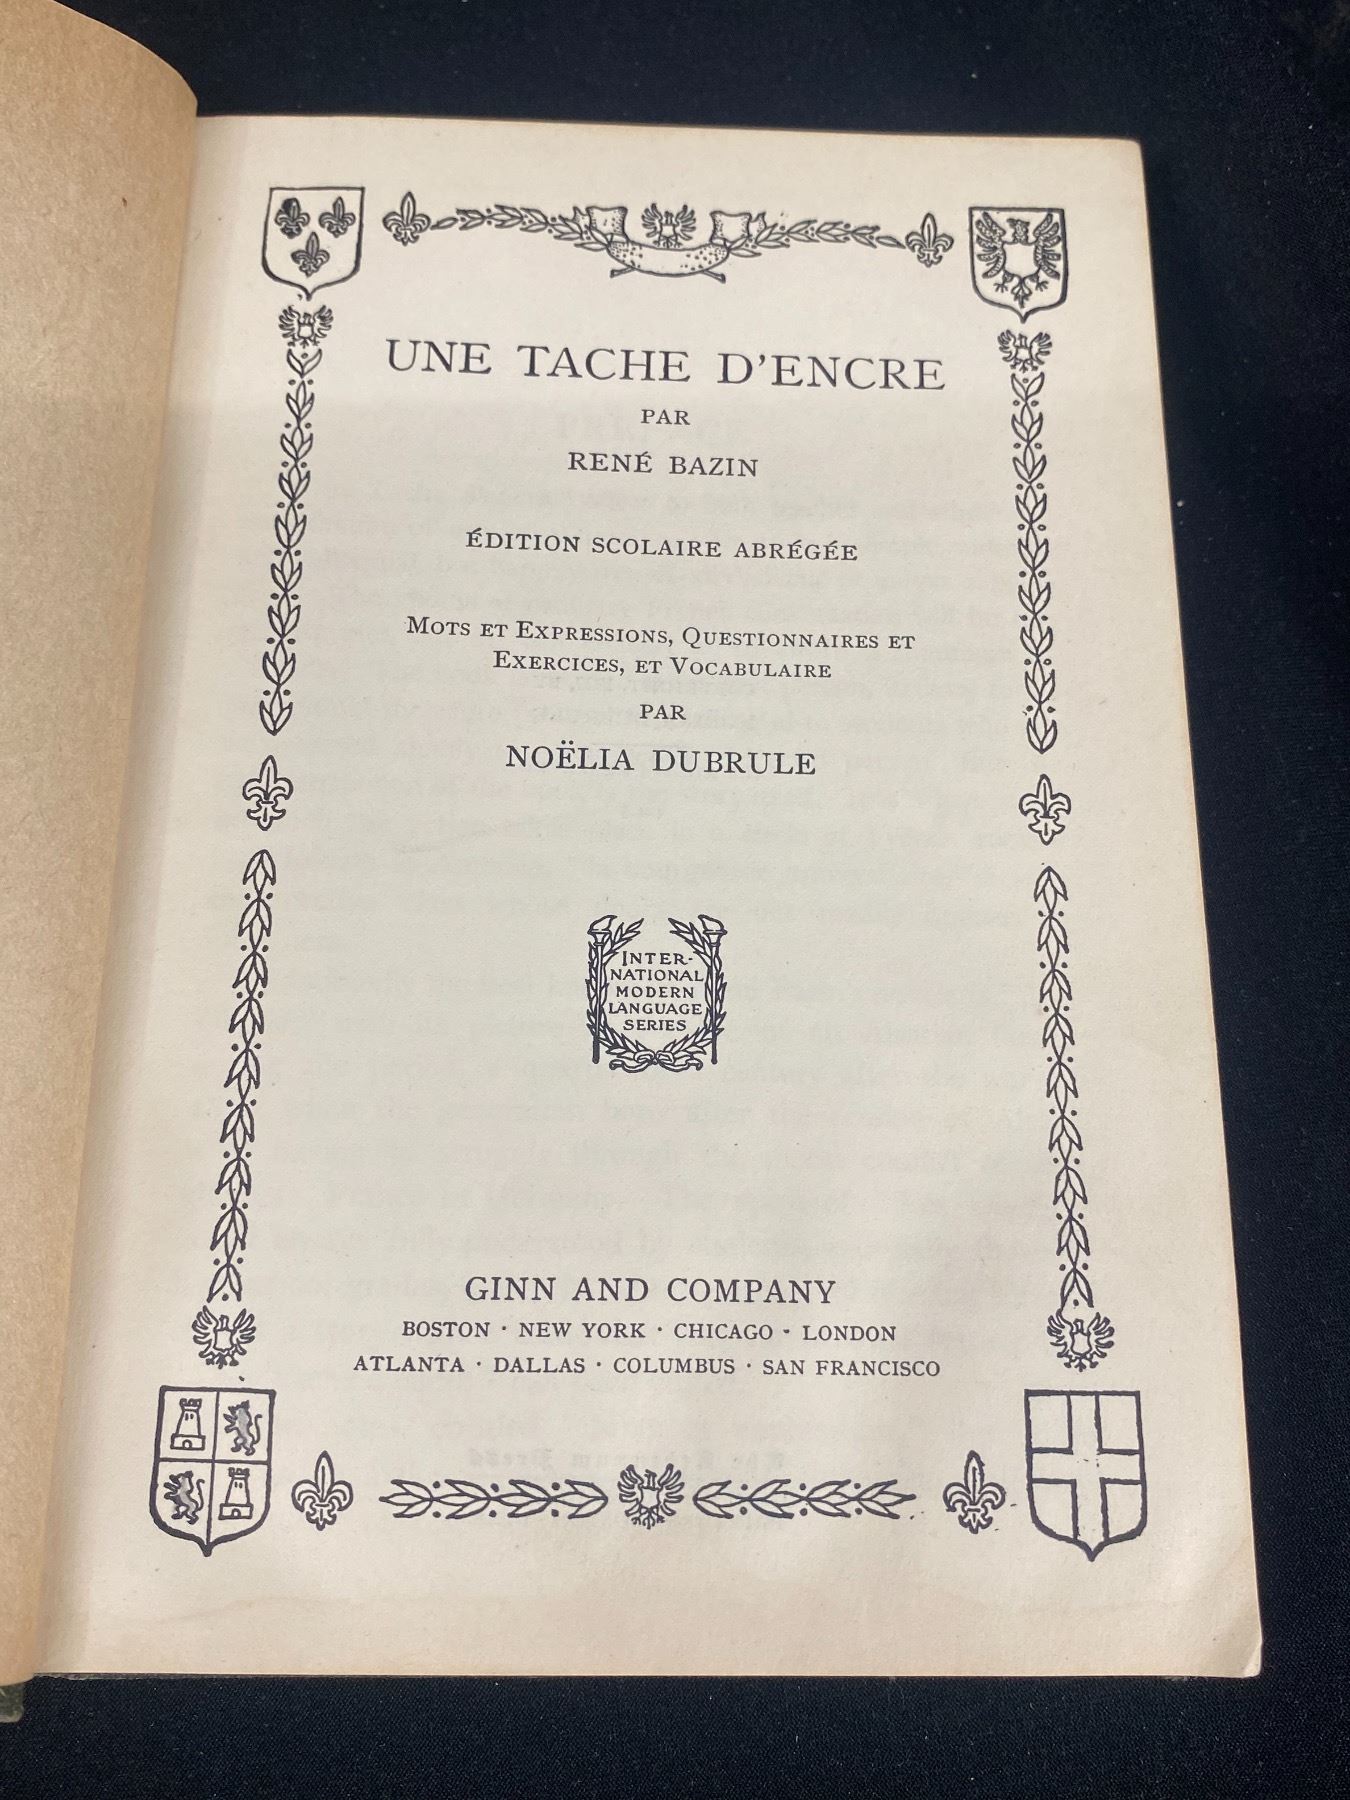 UNE TACHE D'ENCRE
PAR
RENÉ BAZIN
ÉDITION SCOLAIRE ABRÉGÉE
MOTS ET EXPRESSIONS, QUESTIONNAIRES ET
EXERCICES, ET VOCABULAIRE
PAR
NOËLIA DUBRULE
INTER-
NATIONAL
MODERN
LANGUAGE
SERIES
GINN AND COMPANY
BOSTON · NEW YORK · CHICAGO · LONDON
ATLANTA · DALLAS · COLUMBUS · SAN FRANCISCO